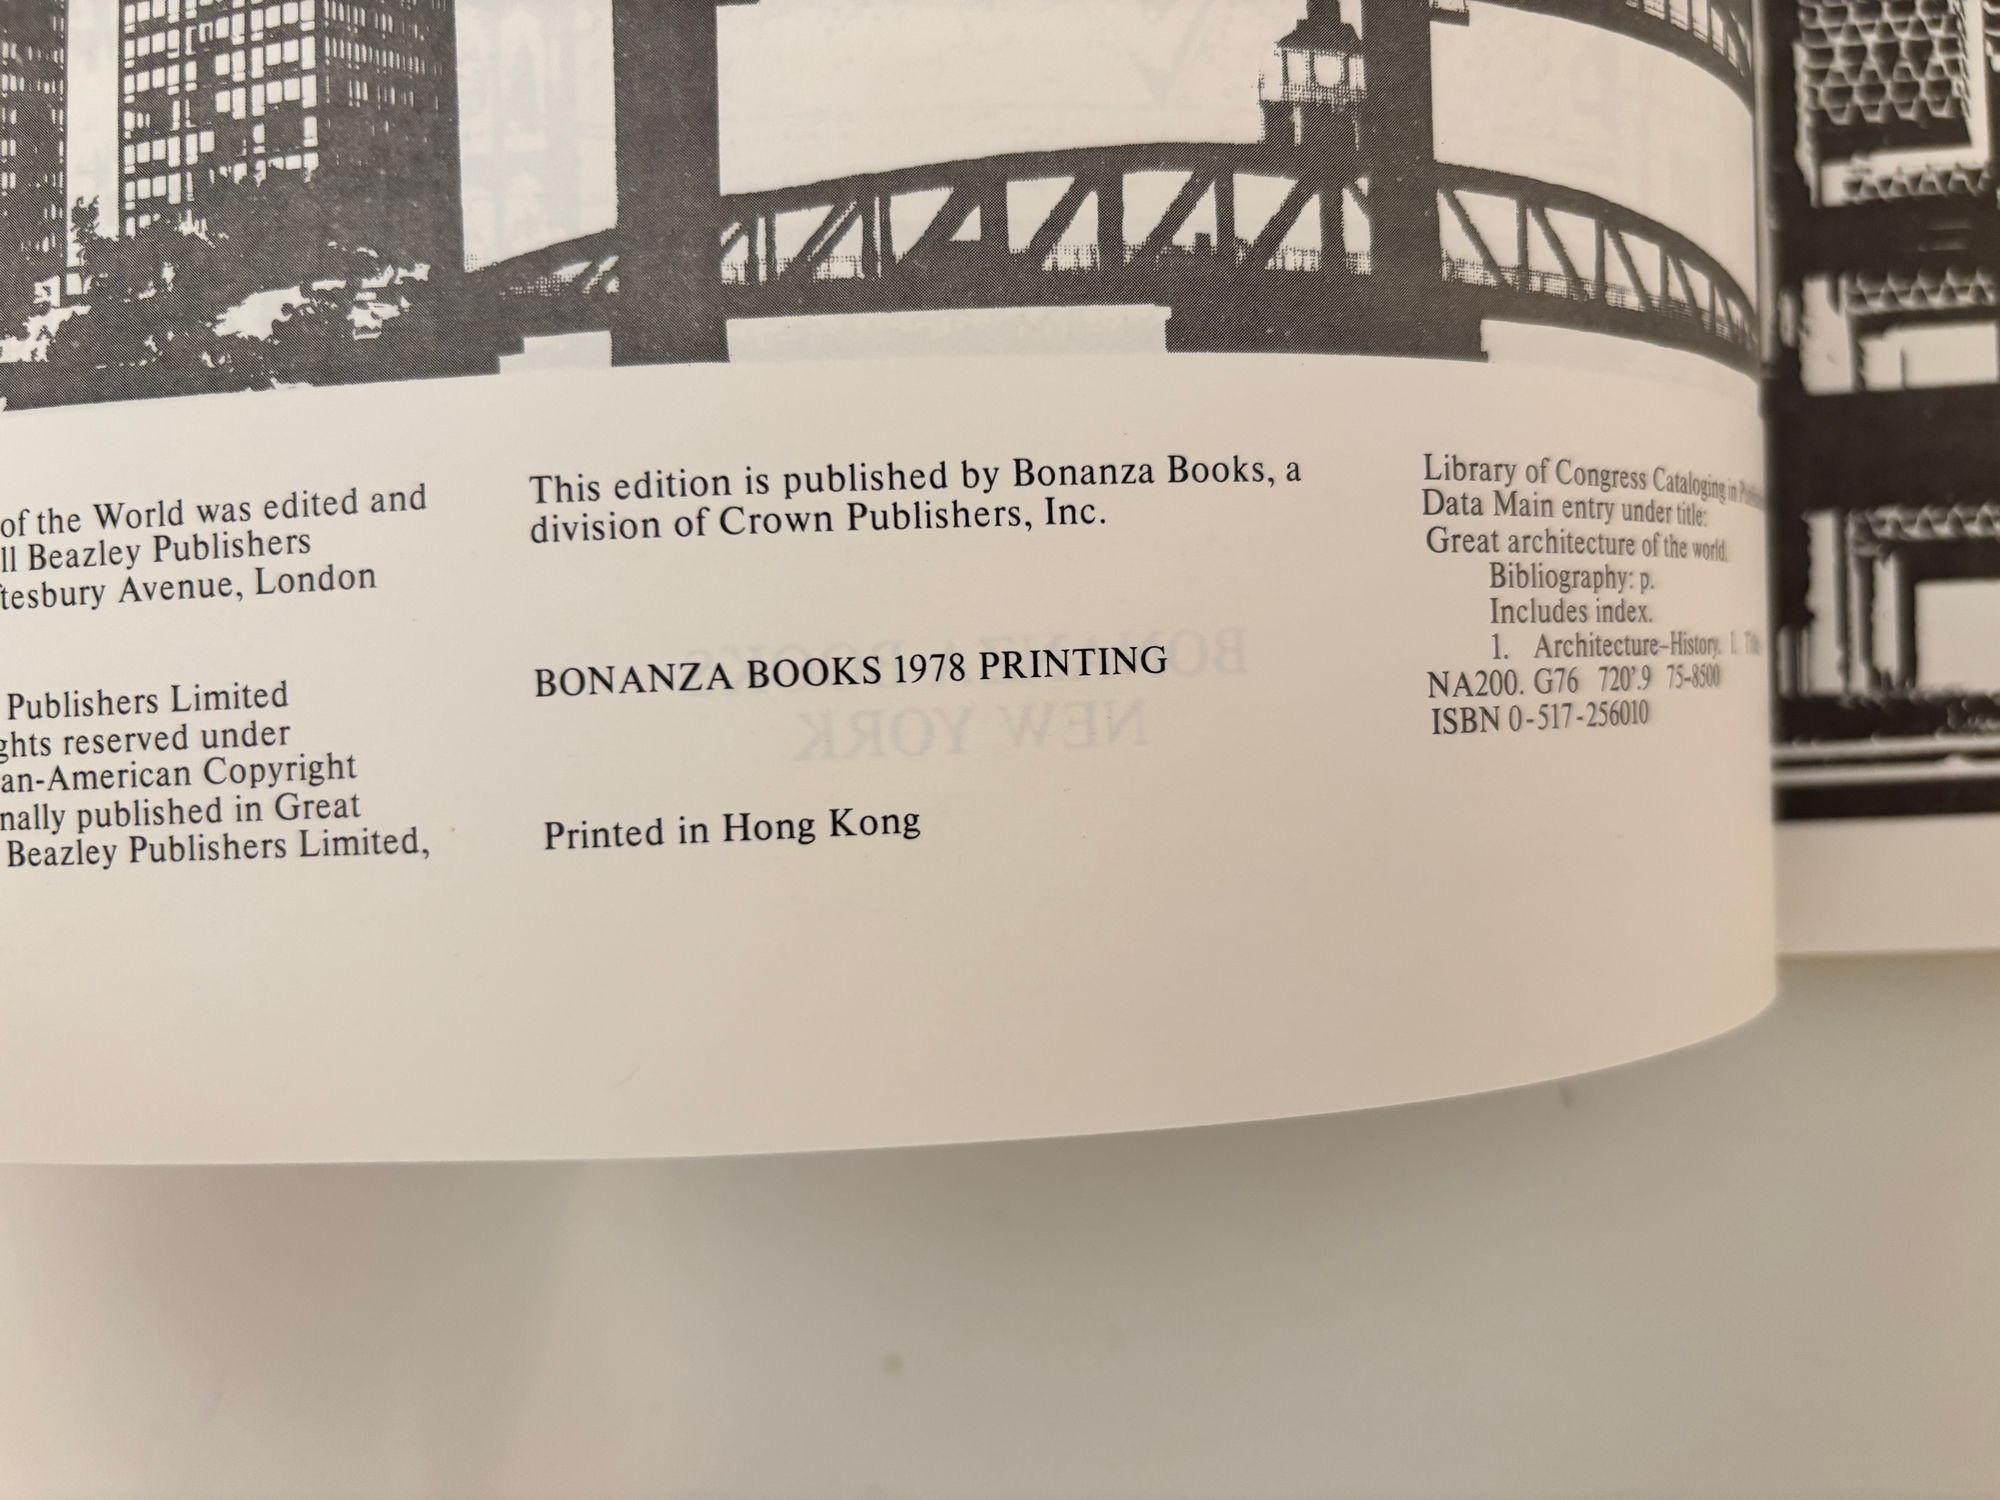 of the World was edited and
ll Beazley Publishers
tesbury Avenue, London
Publishers Limited
ghts reserved under
an-American Copyright
nally published in Great
Beazley Publishers Limited,
This edition is published by Bonanza Books, a
division of Crown Publishers, Inc.
BONANZA BOOKS 1978 PRINTING
Printed in Hong Kong
Library of Congress Cataloging in
Data Main entry under title:
Great architecture of the world.
Bibliography: p.
Includes index.
1. Architecture–History. I.
NA200. G76 720'.9 75-8500
ISBN 0-517-256010
BONANZA BOOKS
NEW YORK